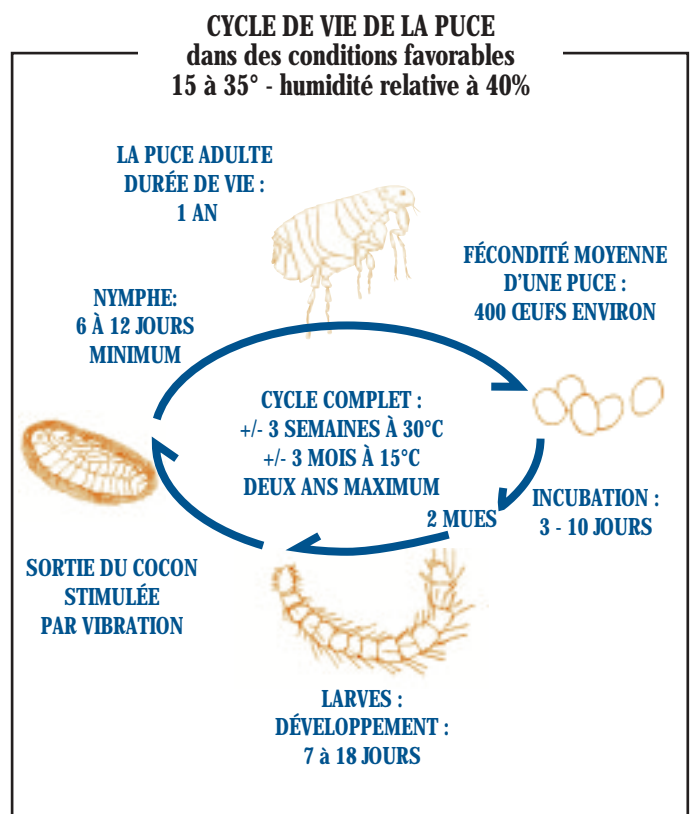 CYCLE DE VIE DE LA PUCE
dans des conditions favorables
15 à 35° - humidité relative à 40%
LA PUCE ADULTE
DURÉE DE VIE :
1 AN
FÉCONDITÉ MOYENNE
D'UNE PUCE :
400 ŒUFS ENVIRON
NYMPHE:
6 À 12 JOURS
MINIMUM
CYCLE COMPLET :
+/- 3 SEMAINES À 30°C
+/- 3 MOIS À 15°C
DEUX ANS MAXIMUM
2 MUES
INCUBATION :
3 - 10 JOURS
SORTIE DU COCON
STIMULÉE
PAR VIBRATION
LARVES :
DÉVELOPPEMENT :
7 à 18 JOURS